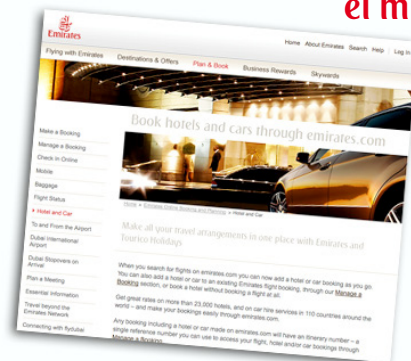 el m
Emirates
Home About Emirates Search Help Log In
Flying with Emirates Destinations & Offers Plan & Book Business Rewards Skywards
Book hotels and cars through emirates.com
Make a Booking
Manage a Booking
Check In Online
Mobile
Baggage
Flight Status
Hotel and Car
To and From the Airport
Dubai International
Airport
Dubai Stopovers on
Arrival
Plan a Meeting
Essential Information
Travel beyond the
Emirates Network
Connecting with flydubai
Home > Emirates Online Booking and Planning > Hotel and Car
Make all your travel arrangements in one place with Emirates and
Tourico Holidays
When you search for flights on emirates.com you can now add a hotel or car booking as you go.
You can also add a hotel or car to an existing Emirates flight booking, through our Manage a
Booking section, or book a hotel without booking a flight at all.
Get great rates on more than 23,000 hotels, and on car hire services in 110 countries around the
world – and make your bookings easily through emirates.com.
Any booking including a hotel or car made on emirates.com will have an itinerary number – a
single reference number you can use to access your flight, hotel and/or car bookings through
Manage a Booking.